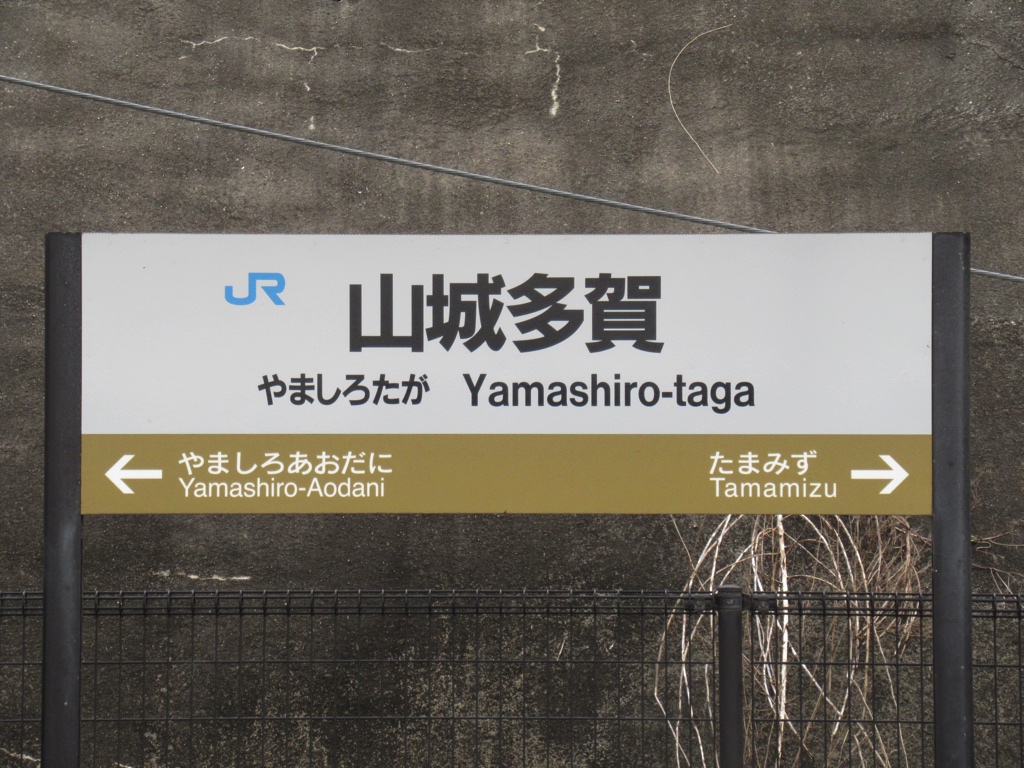 JR 山城多賀
やましろたが Yamashiro-taga
やましろあおだに
Yamashiro-Aodani
たまみず
Tamamizu